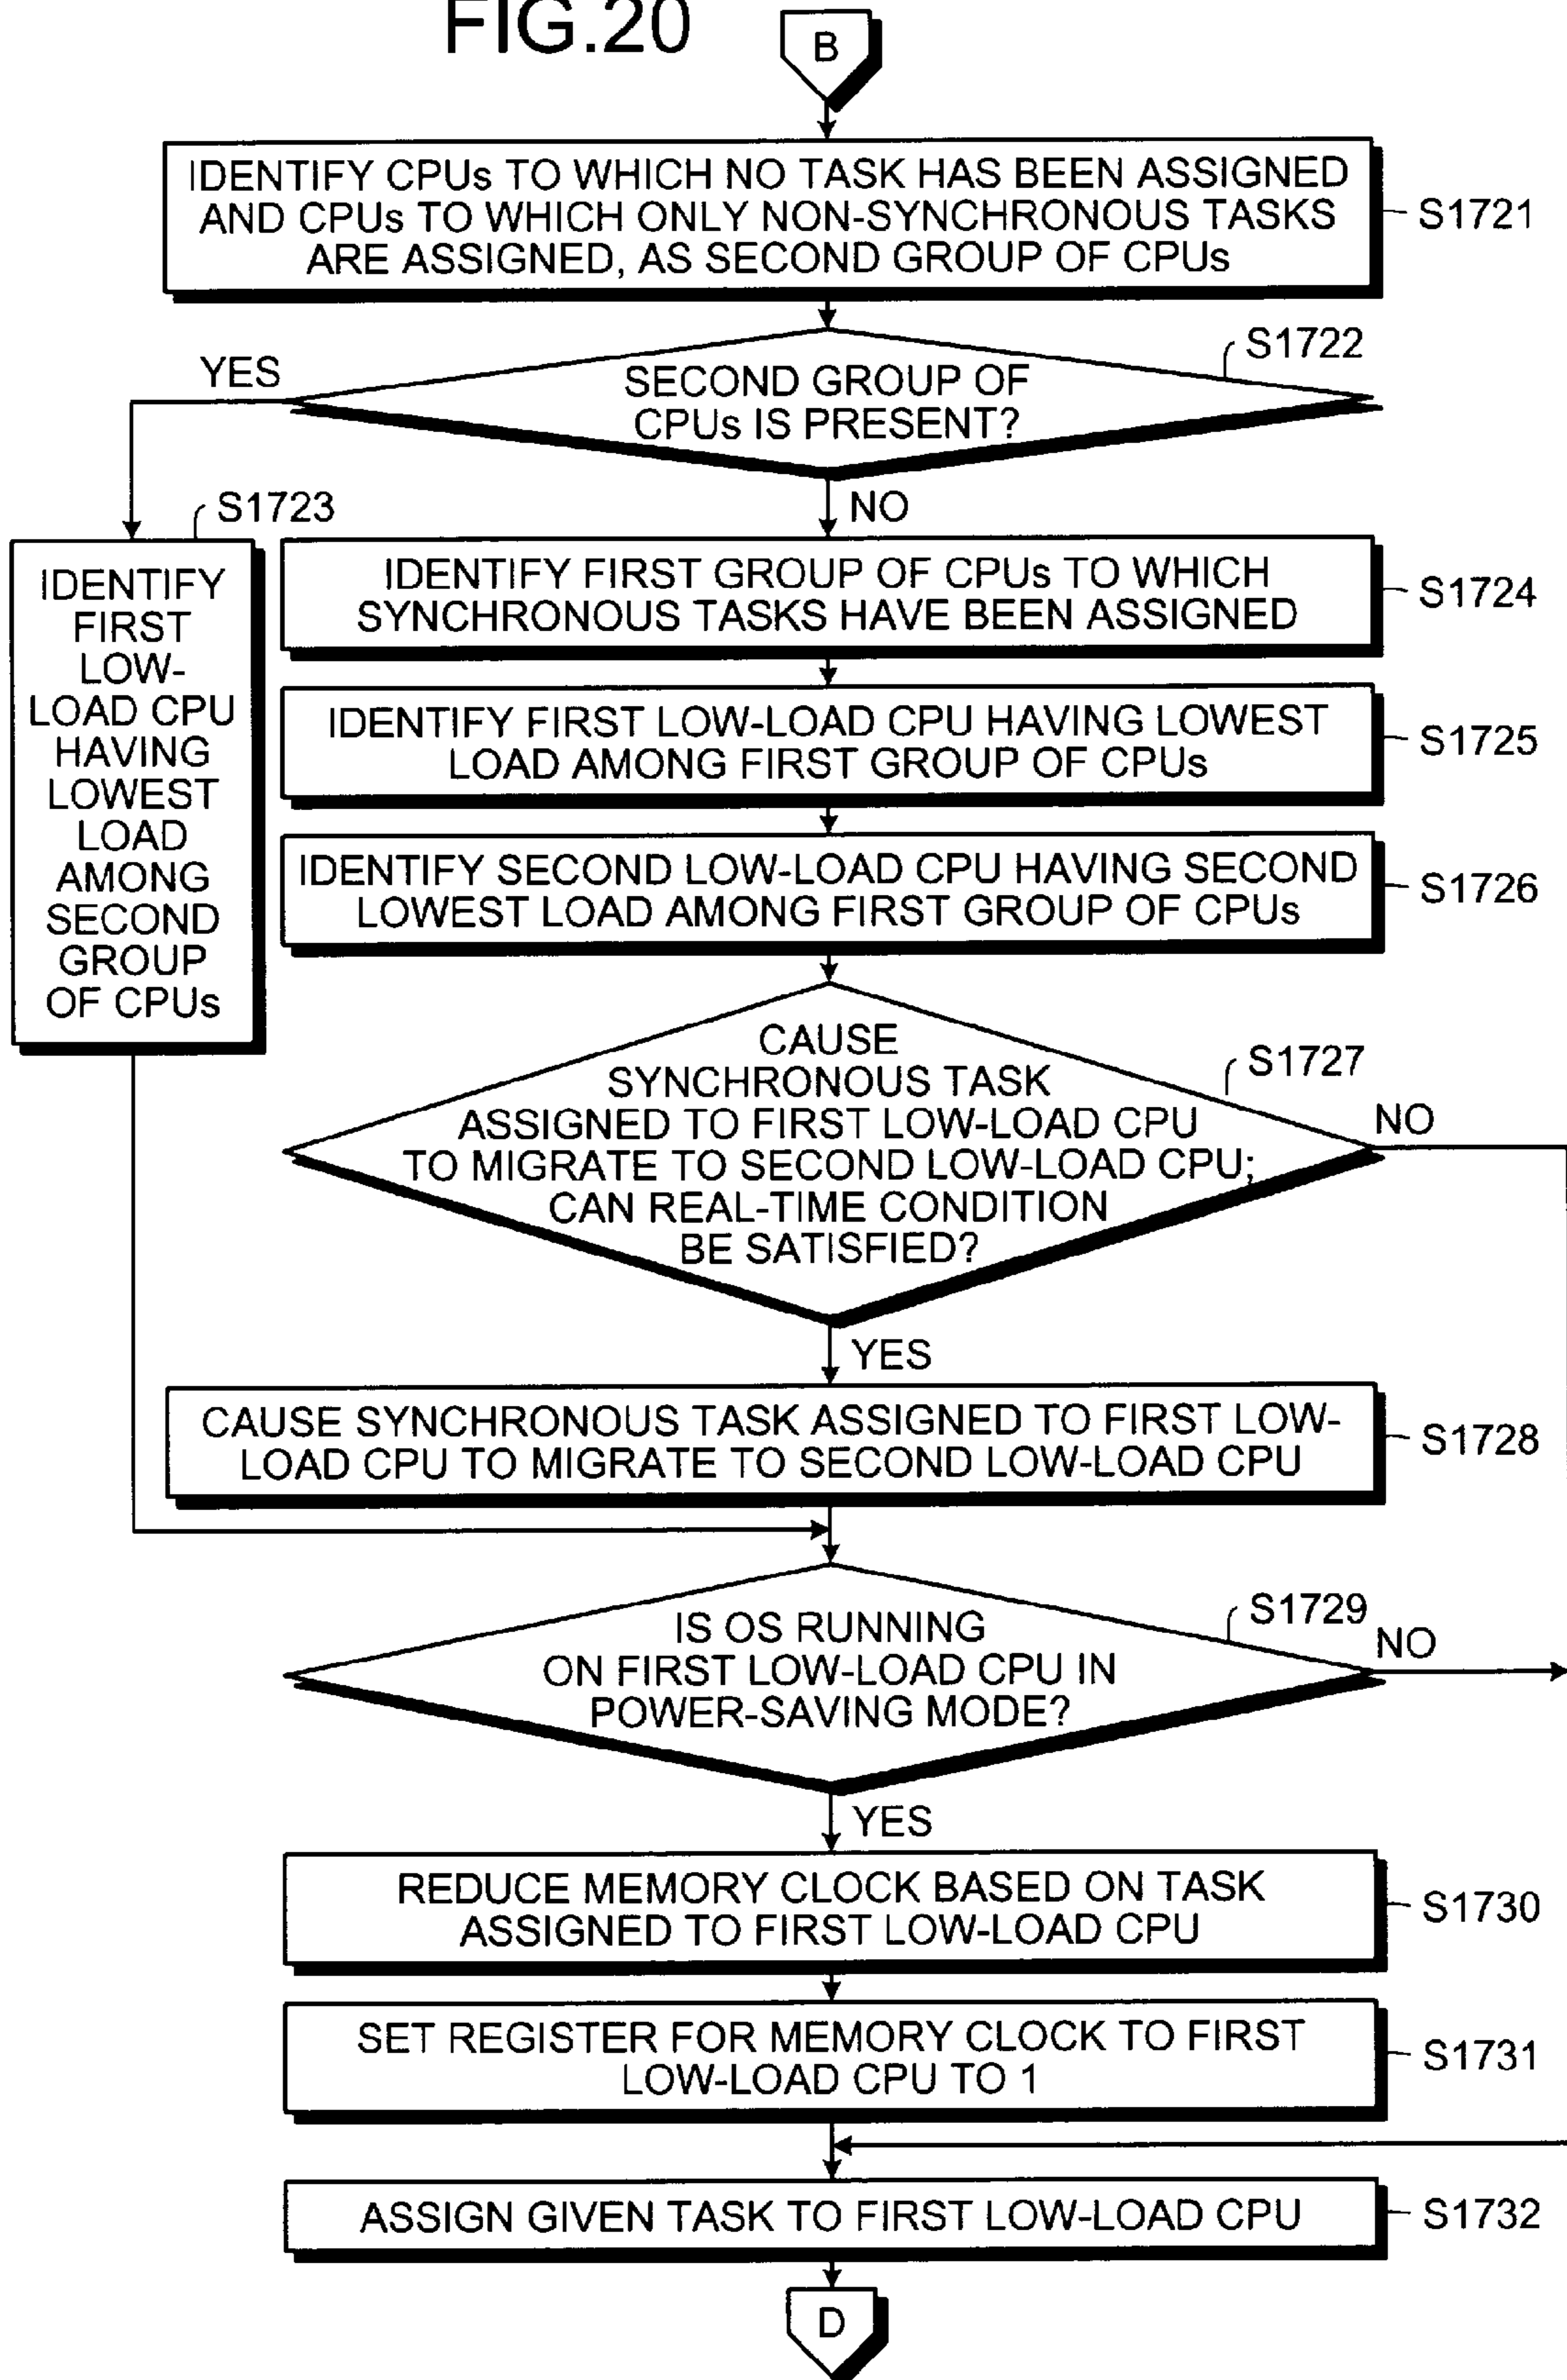 FIG.20
B
IDENTIFY CPUs TO WHICH NO TASK HAS BEEN ASSIGNED
AND CPUs TO WHICH ONLY NON-SYNCHRONOUS TASKS
ARE ASSIGNED, AS SECOND GROUP OF CPUs
S1721
S1722
YES
SECOND GROUP OF
CPUs IS PRESENT?
NO
S1723
IDENTIFY
FIRST
LOW-
LOAD CPU
HAVING
LOWEST
LOAD
AMONG
SECOND
GROUP
OF CPUs
IDENTIFY FIRST GROUP OF CPUs TO WHICH
SYNCHRONOUS TASKS HAVE BEEN ASSIGNED
S1724
IDENTIFY FIRST LOW-LOAD CPU HAVING LOWEST
LOAD AMONG FIRST GROUP OF CPUs
S1725
IDENTIFY SECOND LOW-LOAD CPU HAVING SECOND
LOWEST LOAD AMONG FIRST GROUP OF CPUs
S1726
CAUSE
SYNCHRONOUS TASK
ASSIGNED TO FIRST LOW-LOAD CPU
TO MIGRATE TO SECOND LOW-LOAD CPU;
CAN REAL-TIME CONDITION
BE SATISFIED?
S1727
NO
YES
CAUSE SYNCHRONOUS TASK ASSIGNED TO FIRST LOW-
LOAD CPU TO MIGRATE TO SECOND LOW-LOAD CPU
S1728
IS OS RUNNING
ON FIRST LOW-LOAD CPU IN
POWER-SAVING MODE?
S1729
NO
YES
REDUCE MEMORY CLOCK BASED ON TASK
ASSIGNED TO FIRST LOW-LOAD CPU
S1730
SET REGISTER FOR MEMORY CLOCK TO FIRST
LOW-LOAD CPU TO 1
S1731
ASSIGN GIVEN TASK TO FIRST LOW-LOAD CPU
S1732
D